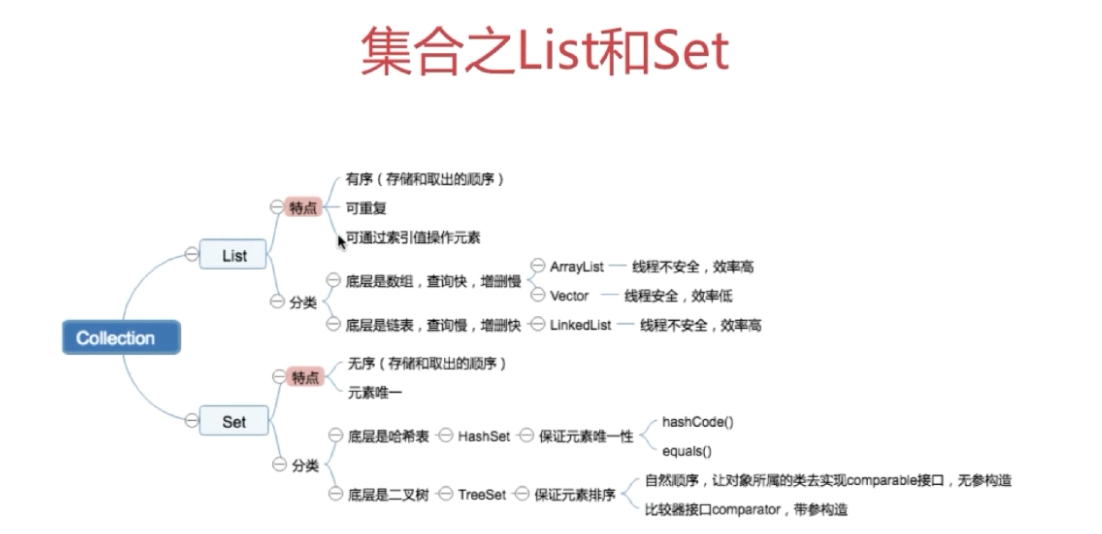 集合之List和Set
Collection
List
特点
有序（存储和取出的顺序）
可重复
可通过索引值操作元素
分类
底层是数组，查询快，增删慢
ArrayList
线程不安全，效率高
Vector
线程安全，效率低
底层是链表，查询慢，增删快
LinkedList
线程不安全，效率高
Set
特点
无序（存储和取出的顺序）
元素唯一
分类
底层是哈希表
HashSet
保证元素唯一性
hashCode()
equals()
底层是二叉树
TreeSet
保证元素排序
自然顺序，让对象所属的类去实现comparable接口，无参构造
比较器接口comparator，带参构造